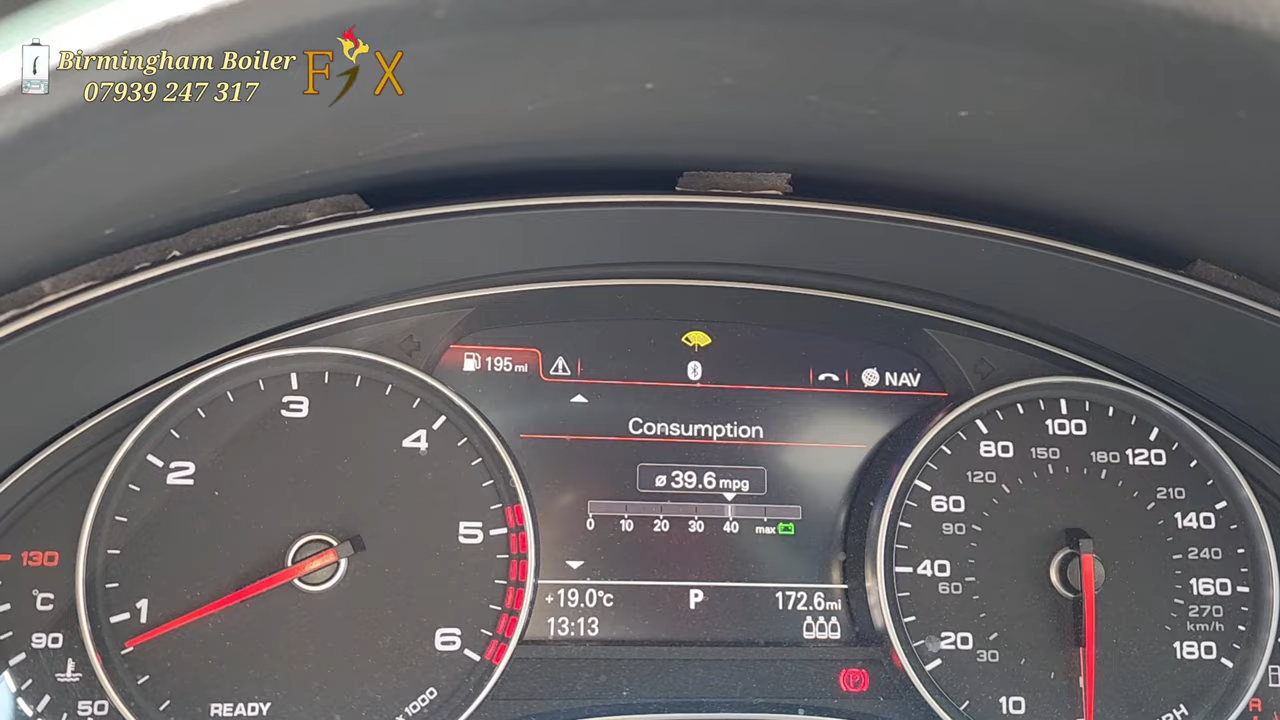 Birmingham Boiler
07939 247 317
FIX
195 mi
NAV
Consumption
ø 39.6 mpg
0 10 20 30 40 max
+19.0°c P 172.6 mi
13:13
1 2 3 4 5 6
READY
x 1000
130
°C
90
50
10 20 40 60 80 100 120 140 160 180
30 60 90 120 150 180 210 240 270
km/h
P